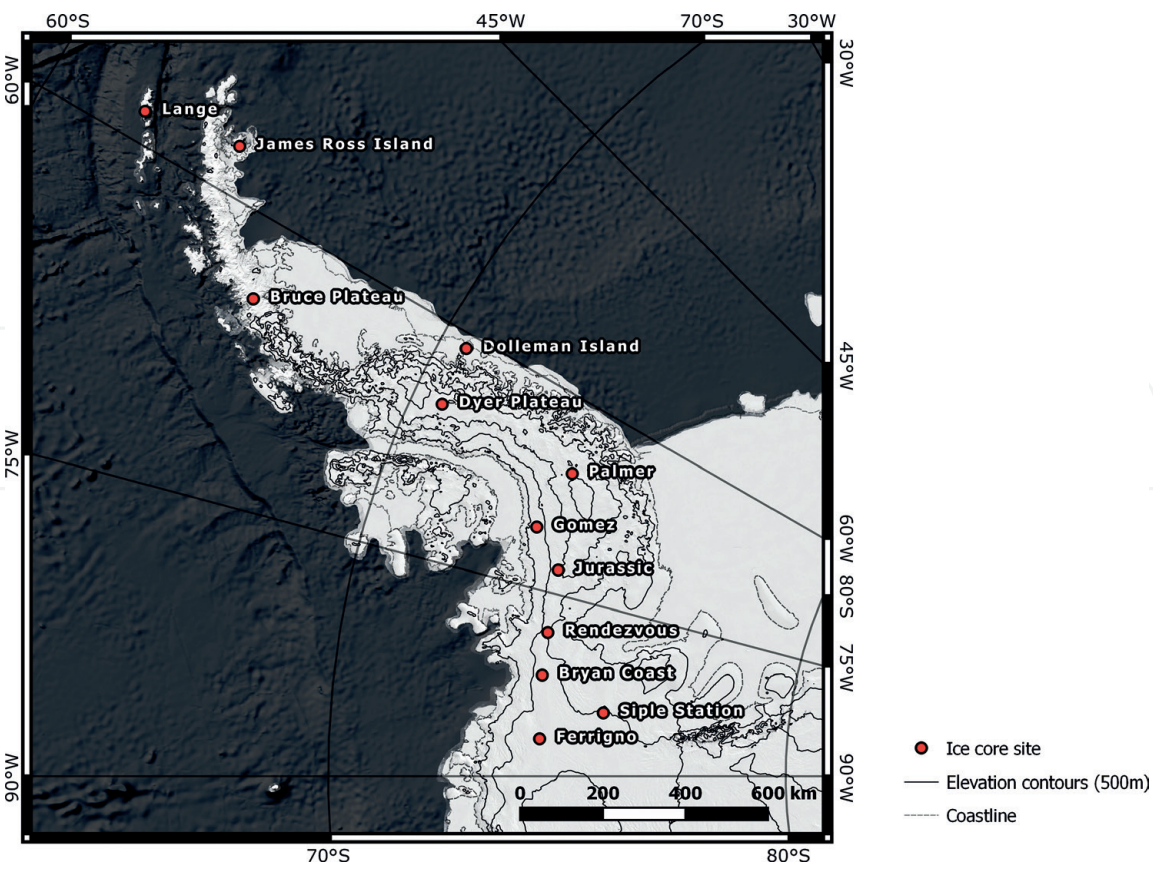 60°S 45°W 70°S 30°W
30°W
60°W
Lange
James Ross Island
Bruce Plateau
Dolleman Island
45°W
Dyer Plateau
75°W
Palmer
Gomez
60°W
Jurassic
80°S
Rendezvous
Bryan Coast
75°W
Siple Station
Ferrigno
90°W
90°W
0 200 400 600 km
70°S 80°S
Ice core site
Elevation contours (500m)
Coastline